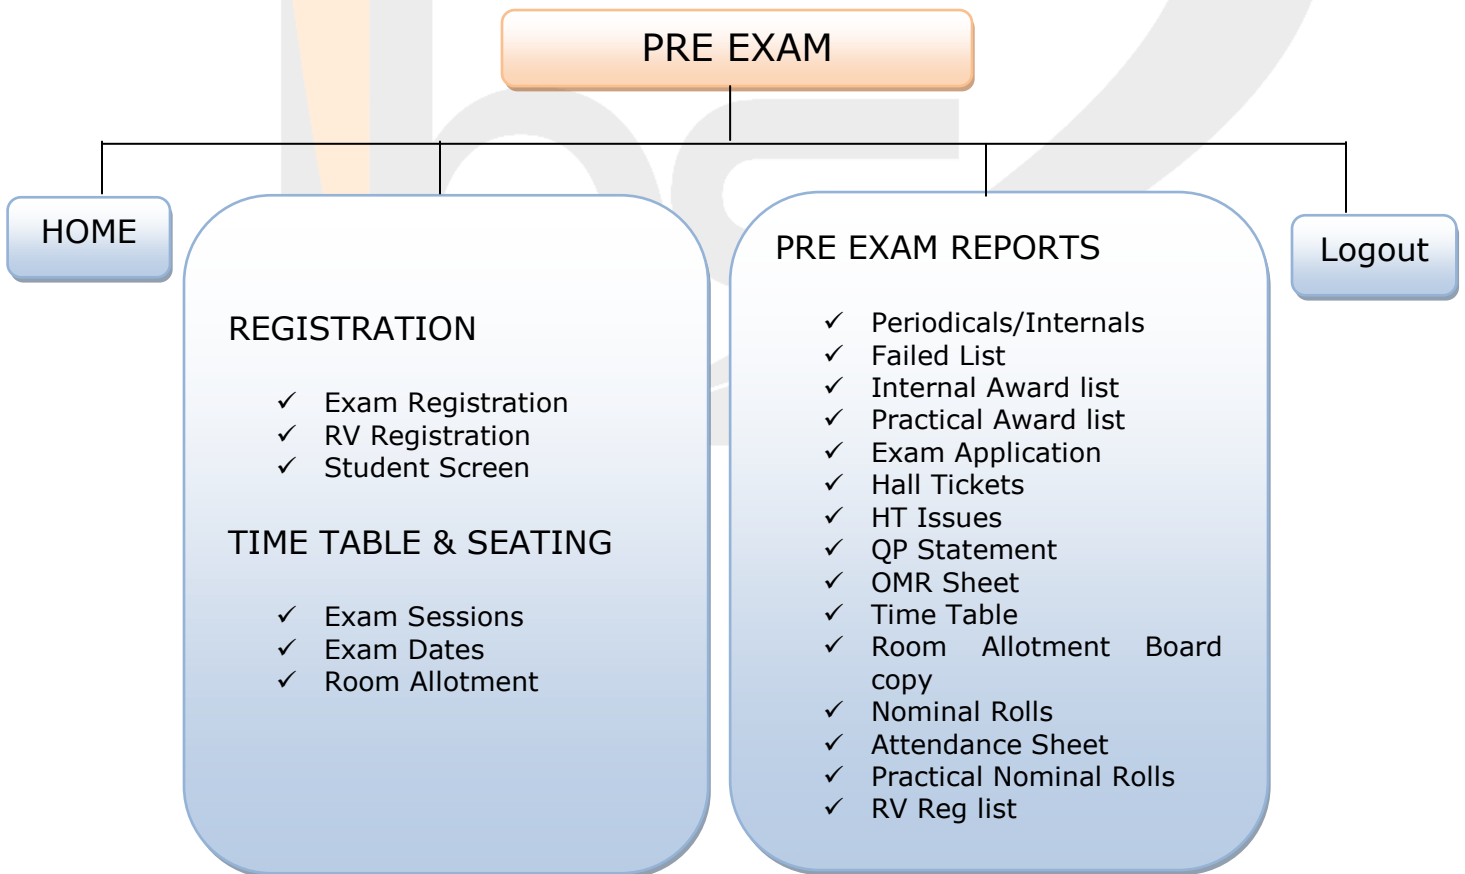 PRE EXAM
HOME
REGISTRATION
✓ Exam Registration
✓ RV Registration
✓ Student Screen
TIME TABLE & SEATING
✓ Exam Sessions
✓ Exam Dates
✓ Room Allotment
PRE EXAM REPORTS
✓ Periodicals/Internals
✓ Failed List
✓ Internal Award list
✓ Practical Award list
✓ Exam Application
✓ Hall Tickets
✓ HT Issues
✓ QP Statement
✓ OMR Sheet
✓ Time Table
✓ Room Allotment Board
copy
✓ Nominal Rolls
✓ Attendance Sheet
✓ Practical Nominal Rolls
✓ RV Reg list
Logout